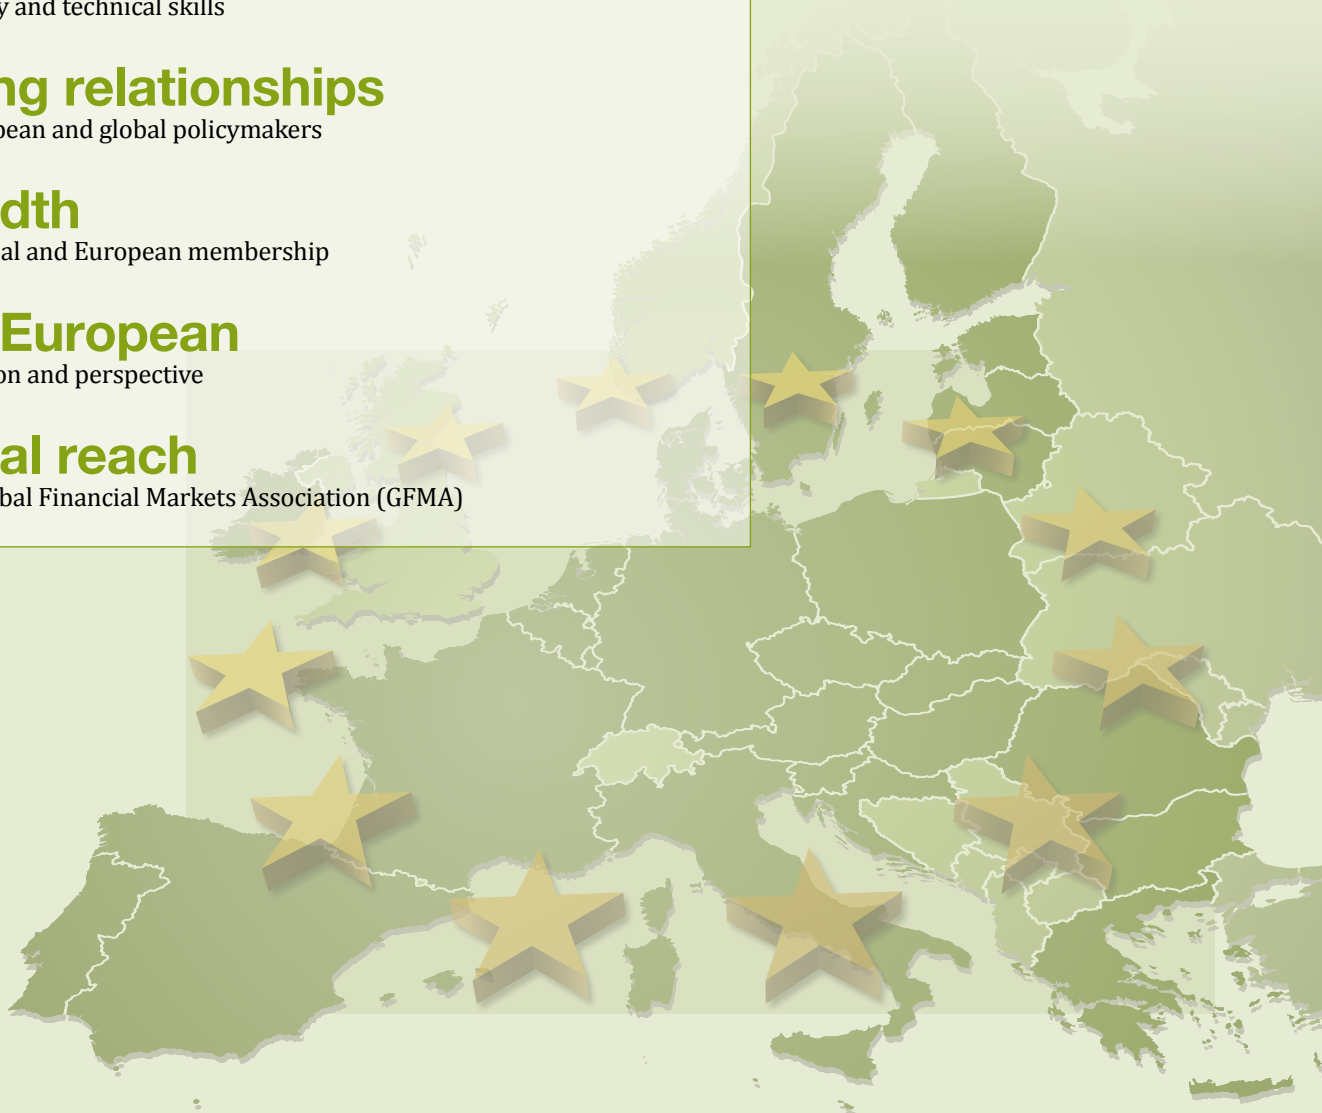 y and technical skills
ng relationships
pean and global policymakers
dth
al and European membership
European
on and perspective
al reach
bal Financial Markets Association (GFMA)